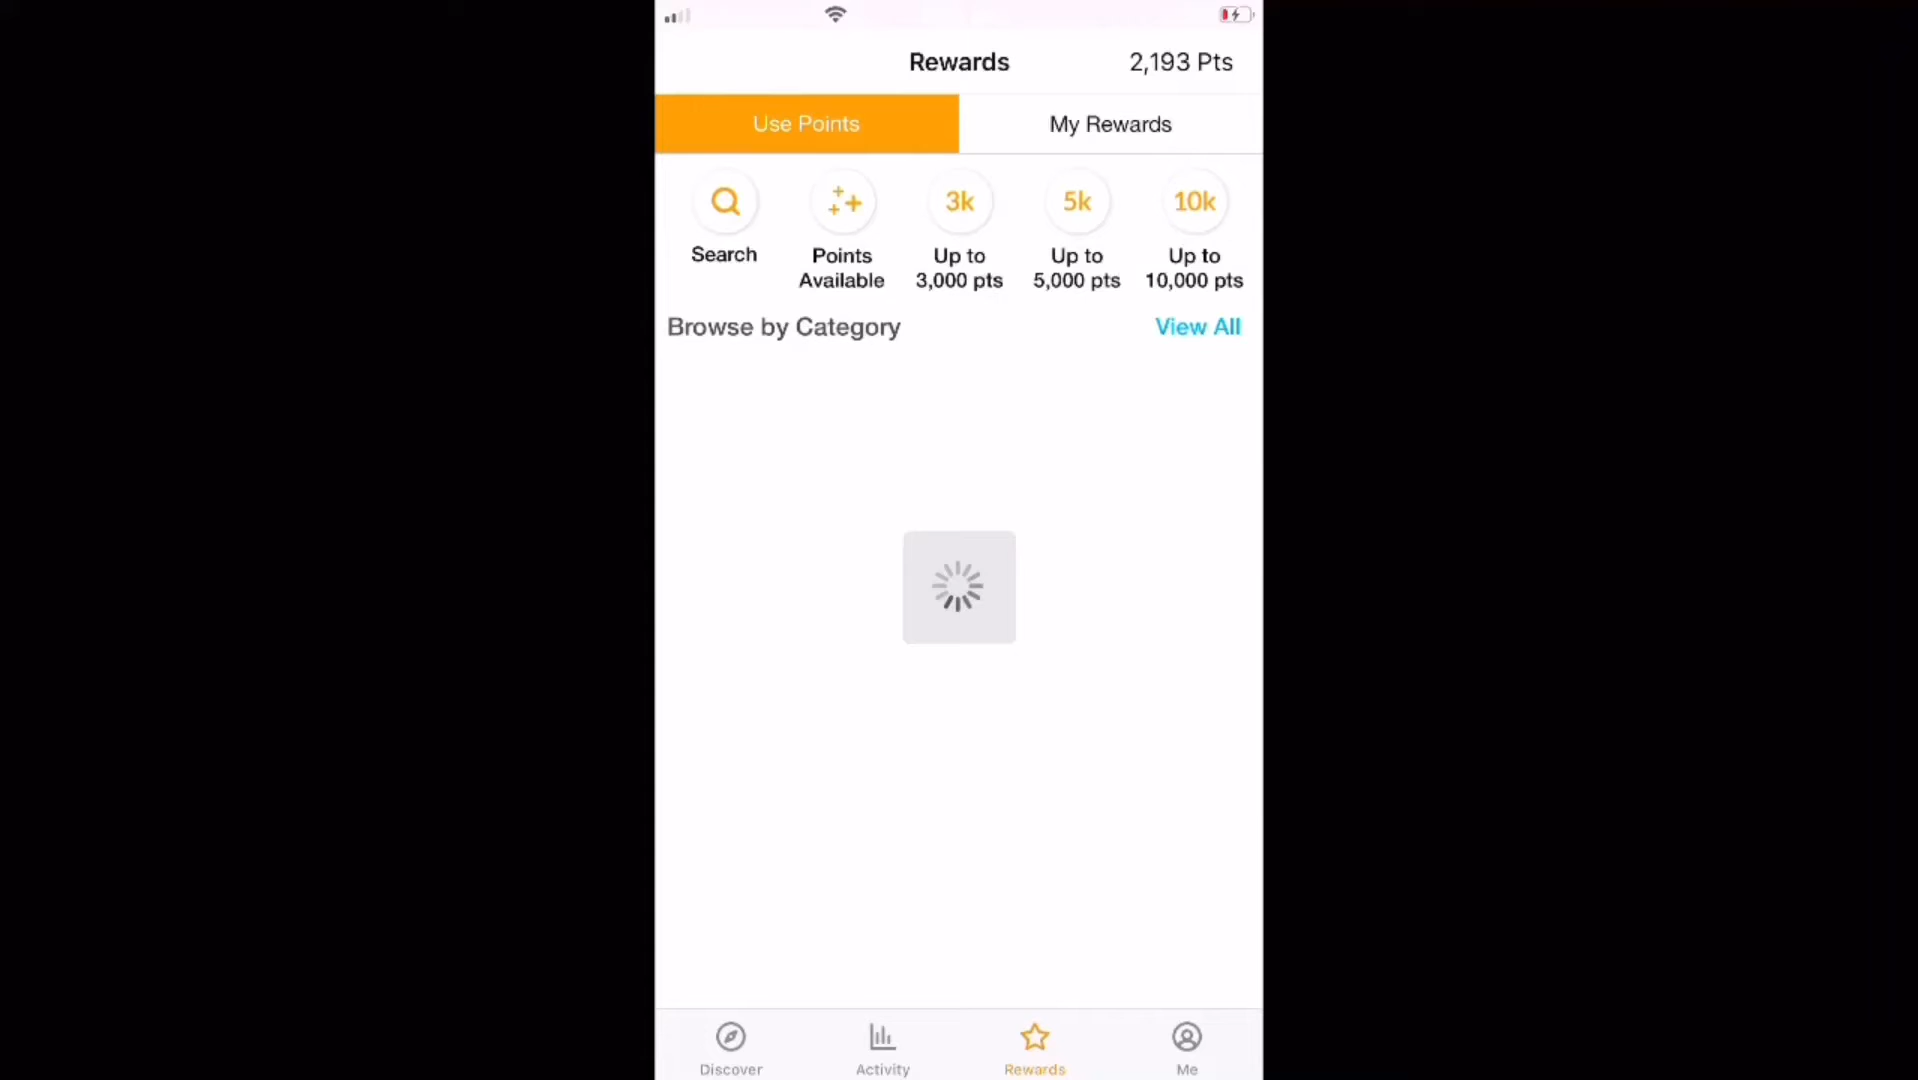 Rewards
2,193 Pts
Use Points
My Rewards
3k
5k
10k
Search
Points
Available
Up to
3,000 pts
Up to
5,000 pts
Up to
10,000 pts
Browse by Category
View All
Discover
Activity
Rewards
Me